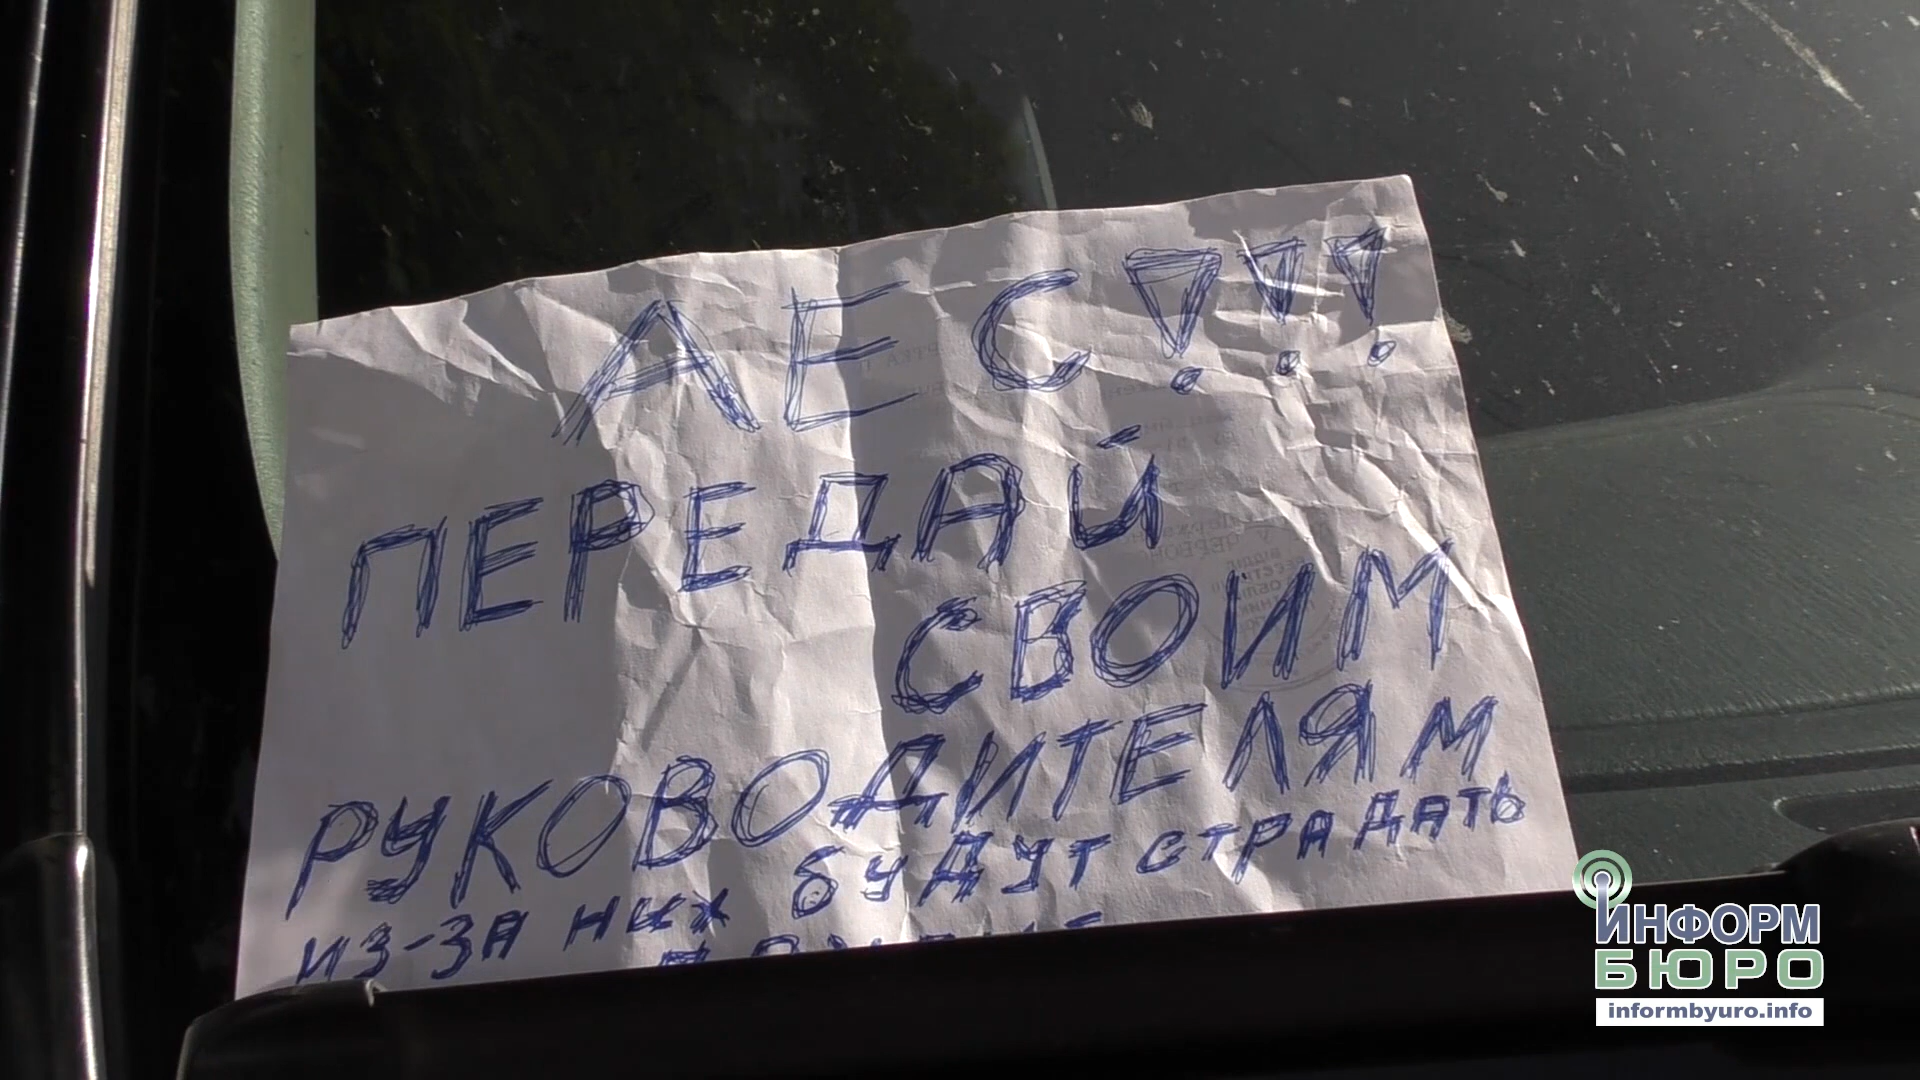 АЕС!!!
ПЕРЕДАЙ
СВОИМ
РУКОВОДИТЕЛЯМ
ИЗ-ЗА НИХ БУДУТ СТРАДАТЬ
ИНФОРМ
БЮРО
informbyuro.info